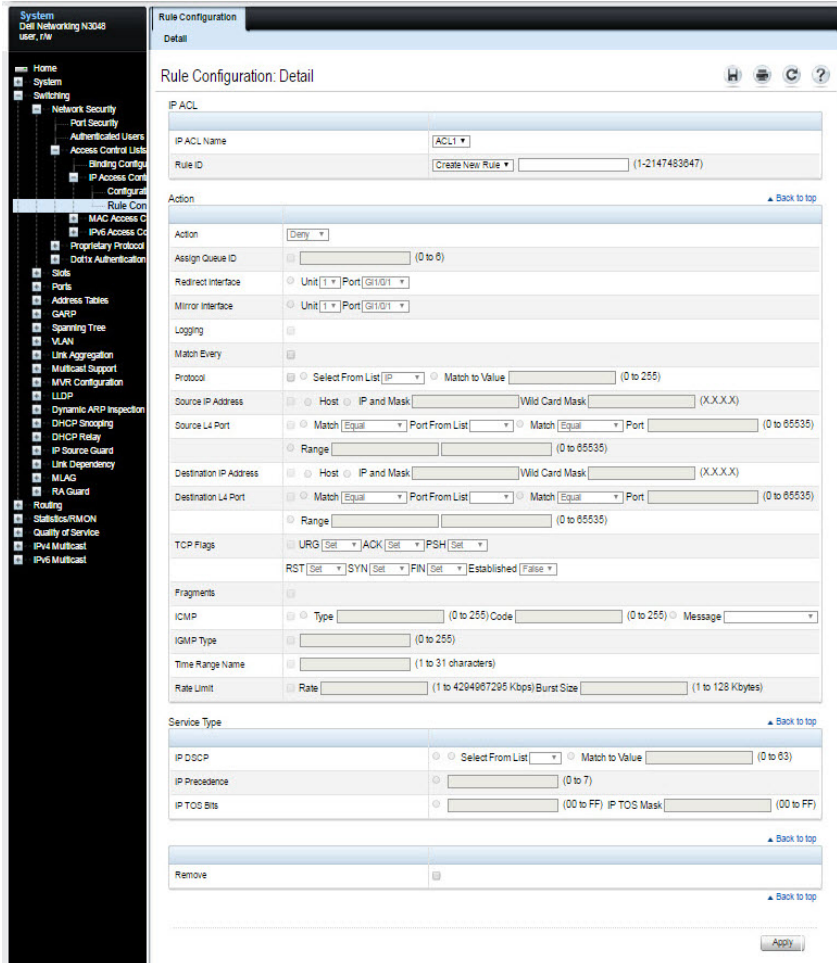 System
Dell Networking N3048
user, r/w
Home
System
Switching
Network Security
Port Security
Authenticated Users
Access Control Lists
Binding Configu
IP Access Cont
Configurat
Rule Con
MAC Access C
IPv6 Access Co
Proprietary Protocol
Dot1x Authentication
Slots
Ports
Address Tables
GARP
Spanning Tree
VLAN
Link Aggregation
Multicast Support
MVR Configuration
LLDP
Dynamic ARP Inspection
DHCP Snooping
DHCP Relay
IP Source Guard
Link Dependency
MLAG
RA Guard
Routing
Statistics/RMON
Quality of Service
IPv4 Multicast
IPv6 Multicast
Rule Configuration
Detail
Rule Configuration: Detail
IP ACL
IP ACL Name ACL1
Rule ID Create New Rule (1-2147483647)
Action Back to top
Action Deny
Assign Queue ID (0 to 6)
Redirect Interface Unit 1 Port Gi1/0/1
Mirror Interface Unit 1 Port Gi1/0/1
Logging
Match Every
Protocol Select From List IP Match to Value (0 to 255)
Source IP Address Host IP and Mask Wild Card Mask (X.X.X.X)
Source L4 Port Match Equal Port From List Match Equal Port (0 to 65535)
Range (0 to 65535)
Destination IP Address Host IP and Mask Wild Card Mask (X.X.X.X)
Destination L4 Port Match Equal Port From List Match Equal Port (0 to 65535)
Range (0 to 65535)
TCP Flags URG Set ACK Set PSH Set
RST Set SYN Set FIN Set Established False
Fragments
ICMP Type (0 to 255) Code (0 to 255) Message
IGMP Type (0 to 255)
Time Range Name (1 to 31 characters)
Rate Limit Rate (1 to 4294967295 Kbps) Burst Size (1 to 128 Kbytes)
Service Type Back to top
IP DSCP Select From List Match to Value (0 to 63)
IP Precedence (0 to 7)
IP TOS Bits (00 to FF) IP TOS Mask (00 to FF)
Back to top
Remove
Back to top
Apply